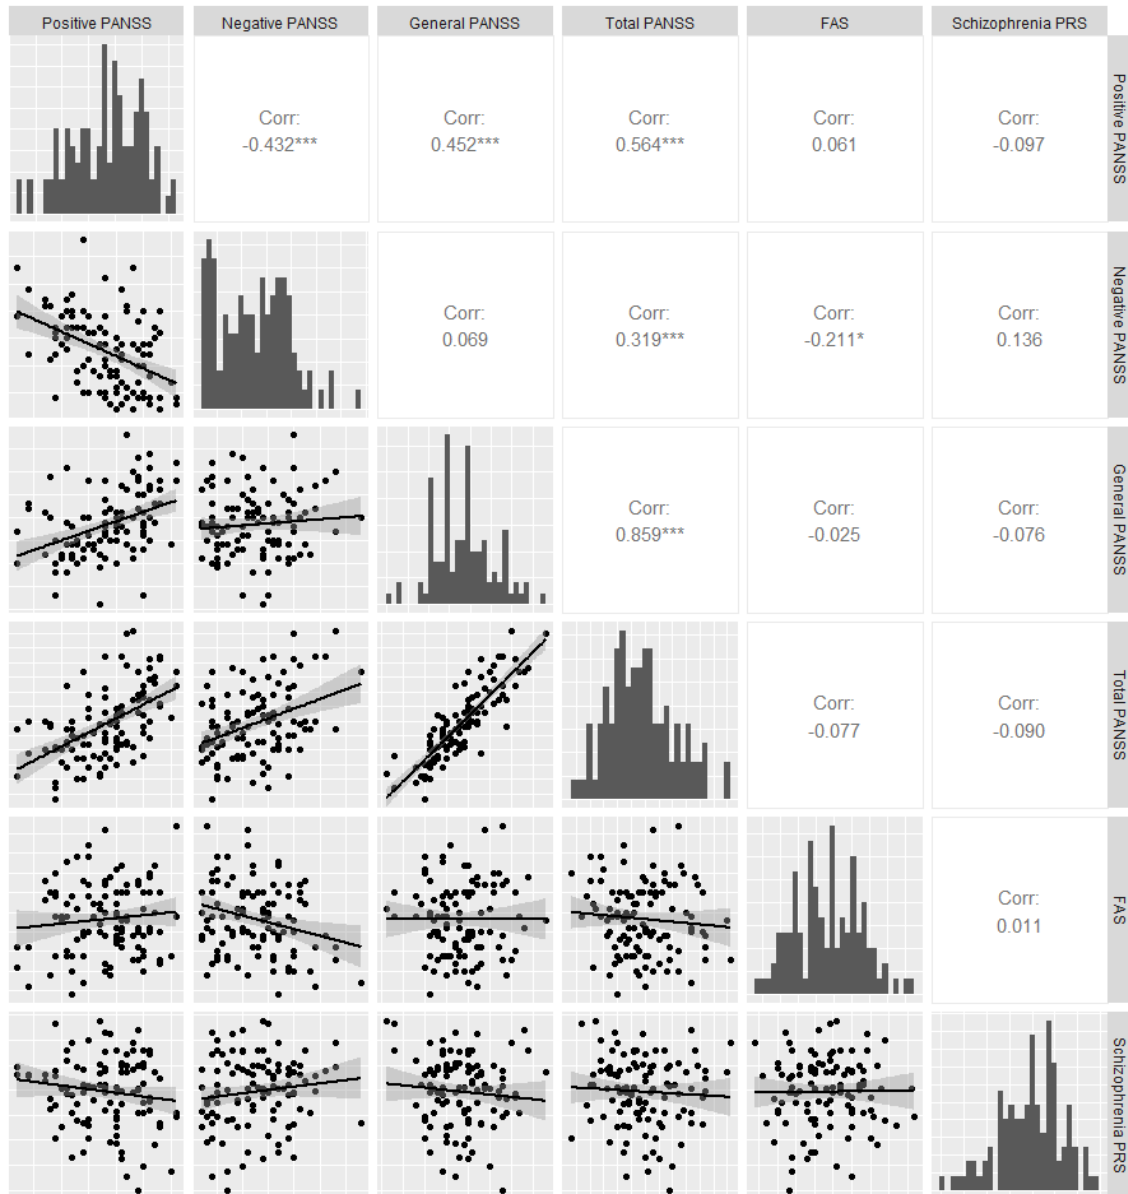 Positive PANSS
Negative PANSS
General PANSS
Total PANSS
FAS
Schizophrenia PRS
Corr:
-0.432***
Corr:
0.452***
Corr:
0.564***
Corr:
0.061
Corr:
-0.097
Positive PANSS
Corr:
0.069
Corr:
0.319***
Corr:
-0.211*
Corr:
0.136
Negative PANSS
Corr:
0.859***
Corr:
-0.025
Corr:
-0.076
General PANSS
Corr:
-0.077
Corr:
-0.090
Total PANSS
Corr:
0.011
FAS
Schizophrenia PRS